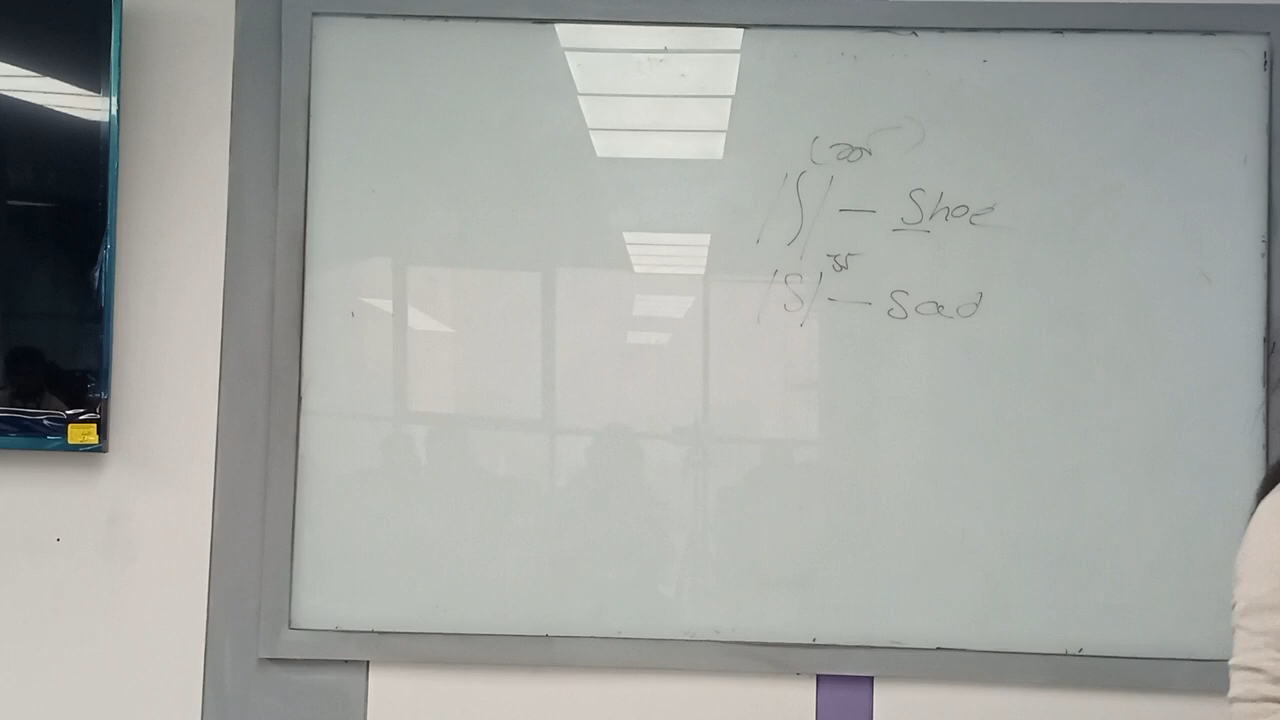 /ʃ/ — Shoe
/S/ — Sad